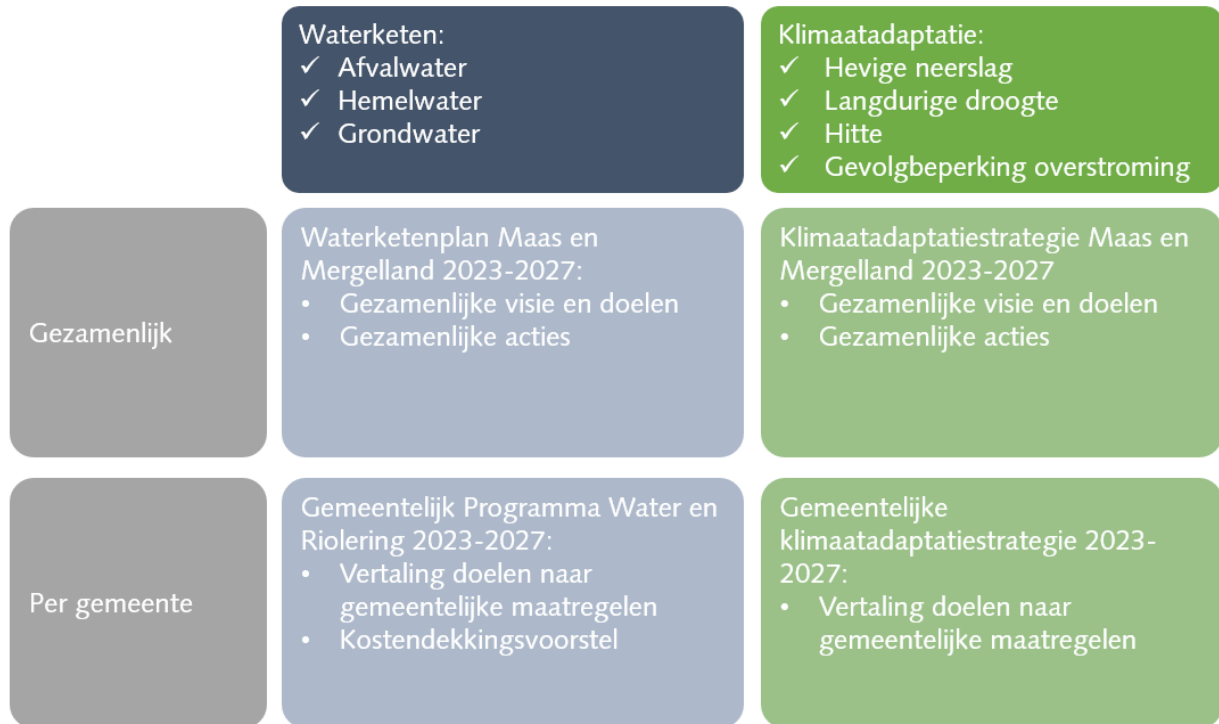 Waterketen:
✓ Afvalwater
✓ Hemelwater
✓ Grondwater
Klimaatadaptatie:
✓ Hevige neerslag
✓ Langdurige droogte
✓ Hitte
✓ Gevolgbeperking overstroming
Gezamenlijk
Waterketenplan Maas en
Mergelland 2023-2027:
• Gezamenlijke visie en doelen
• Gezamenlijke acties
Klimaatadaptatiestrategie Maas en
Mergelland 2023-2027
• Gezamenlijke visie en doelen
• Gezamenlijke acties
Per gemeente
Gemeentelijk Programma Water en
Riolering 2023-2027:
• Vertaling doelen naar
gemeentelijke maatregelen
• Kostendekkingsvoorstel
Gemeentelijke
klimaatadaptatiestrategie 2023-
2027:
• Vertaling doelen naar
gemeentelijke maatregelen